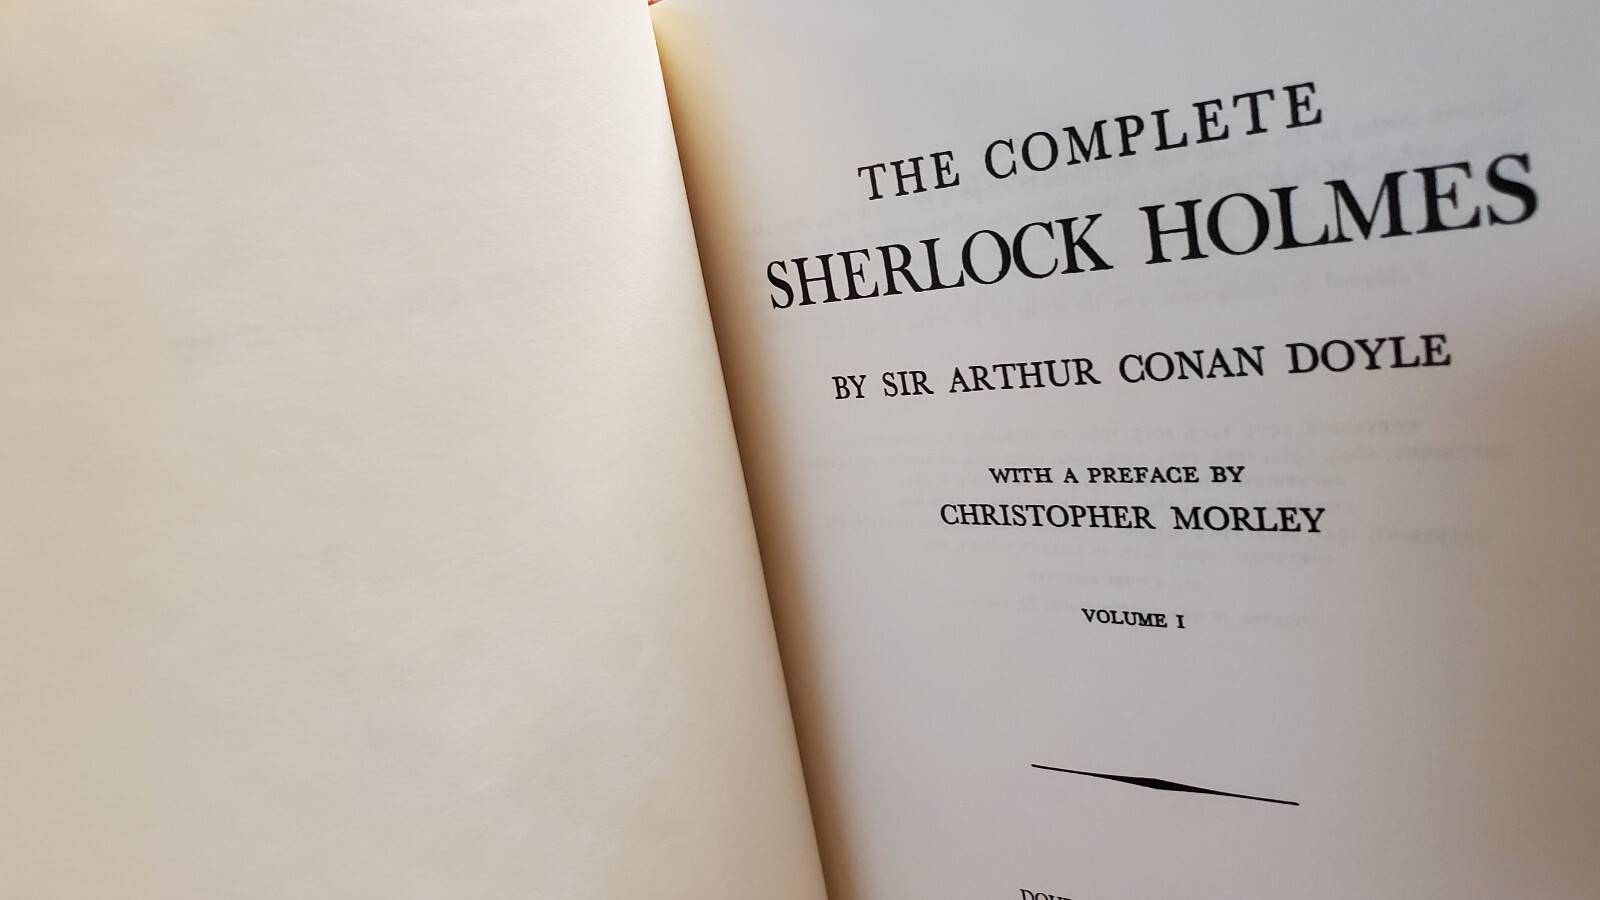 THE COMPLETE
SHERLOCK HOLMES
BY SIR ARTHUR CONAN DOYLE
WITH A PREFACE BY
CHRISTOPHER MORLEY
VOLUME I